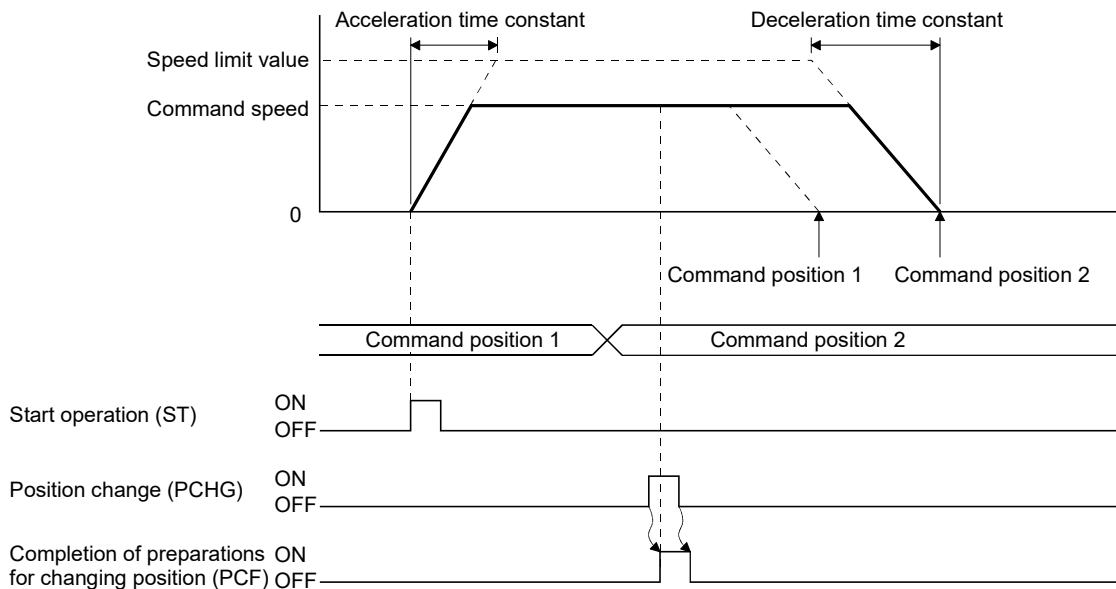 Acceleration time constant
Deceleration time constant
Speed limit value
Command speed
0
Command position 1
Command position 2
Command position 1
Command position 2
Start operation (ST)
ON
OFF
Position change (PCHG)
ON
OFF
Completion of preparations
for changing position (PCF)
ON
OFF